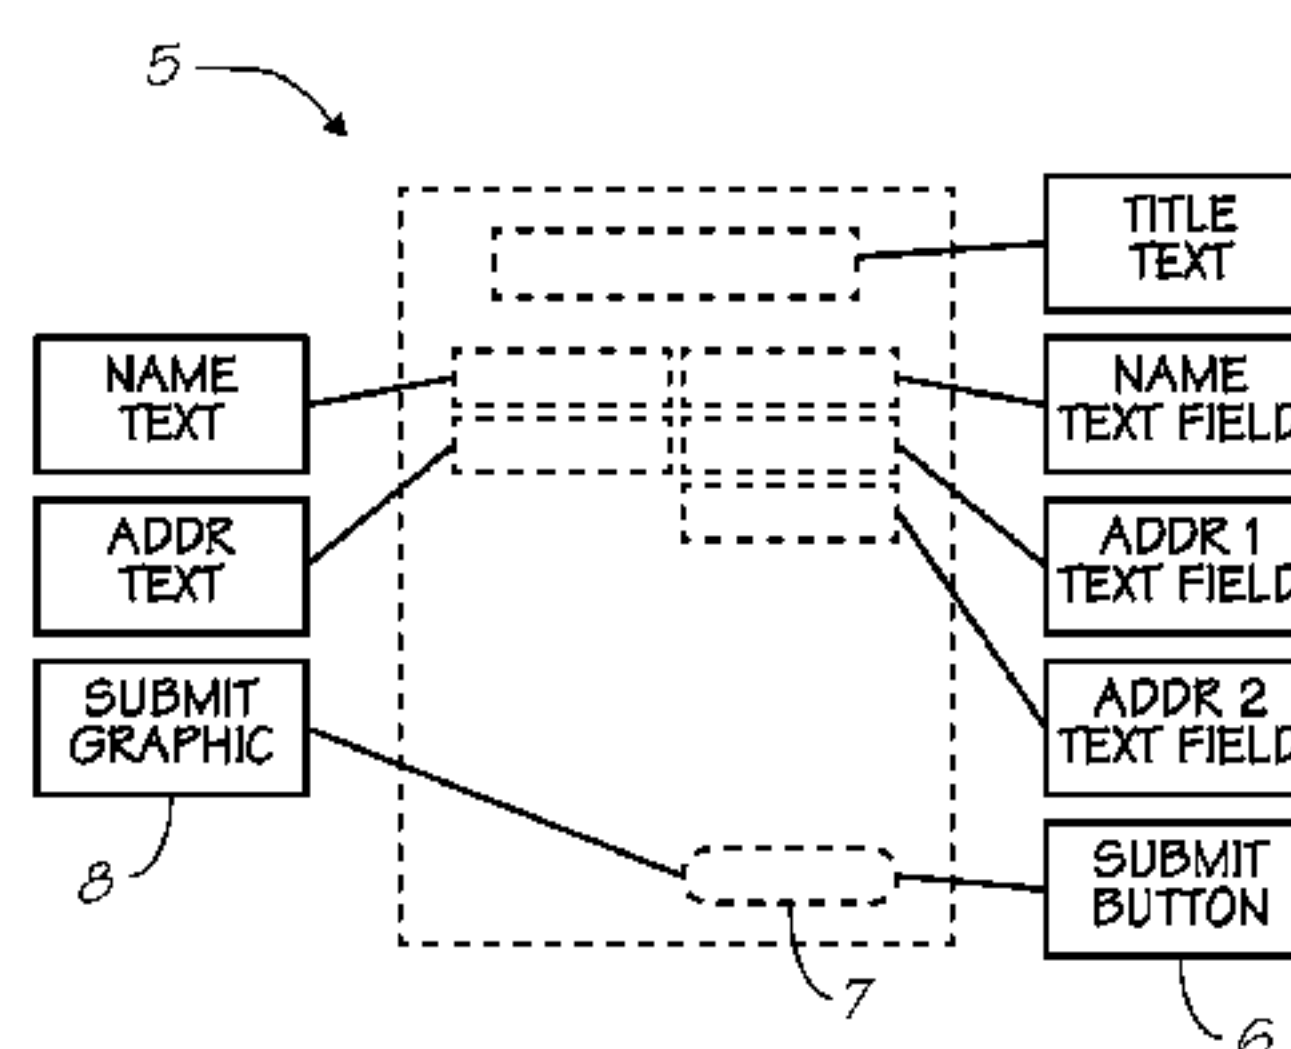 5
TITLE
TEXT
NAME
TEXT
NAME
TEXT FIELD
ADDR
TEXT
ADDR 1
TEXT FIELD
SUBMIT
GRAPHIC
ADDR 2
TEXT FIELD
8
SUBMIT
BUTTON
7
6